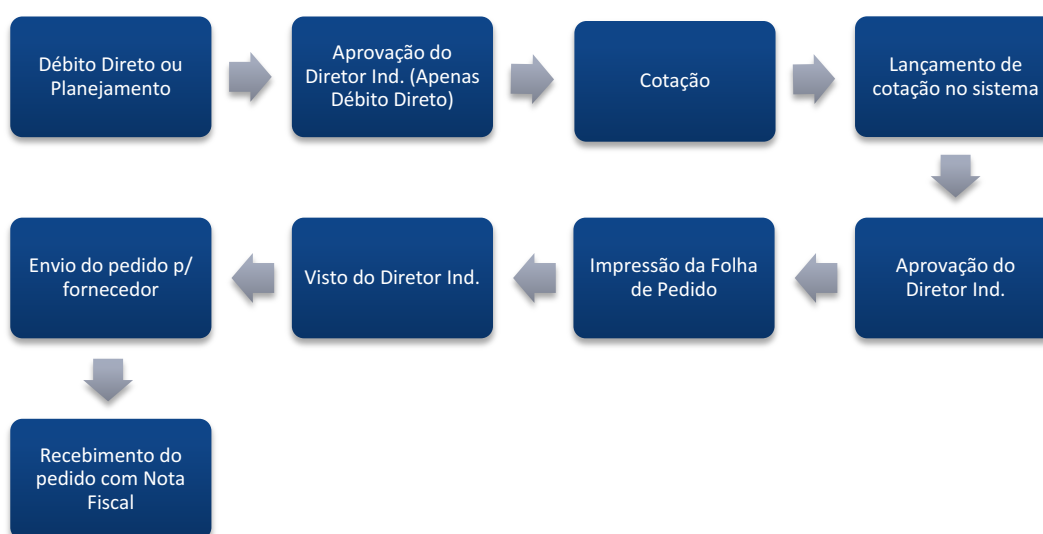 Débito Direto ou
Planejamento
Aprovação do
Diretor Ind. (Apenas
Débito Direto)
Cotação
Lançamento de
cotação no sistema
Aprovação do
Diretor Ind.
Impressão da Folha
de Pedido
Visto do Diretor Ind.
Envio do pedido p/
fornecedor
Recebimento do
pedido com Nota
Fiscal